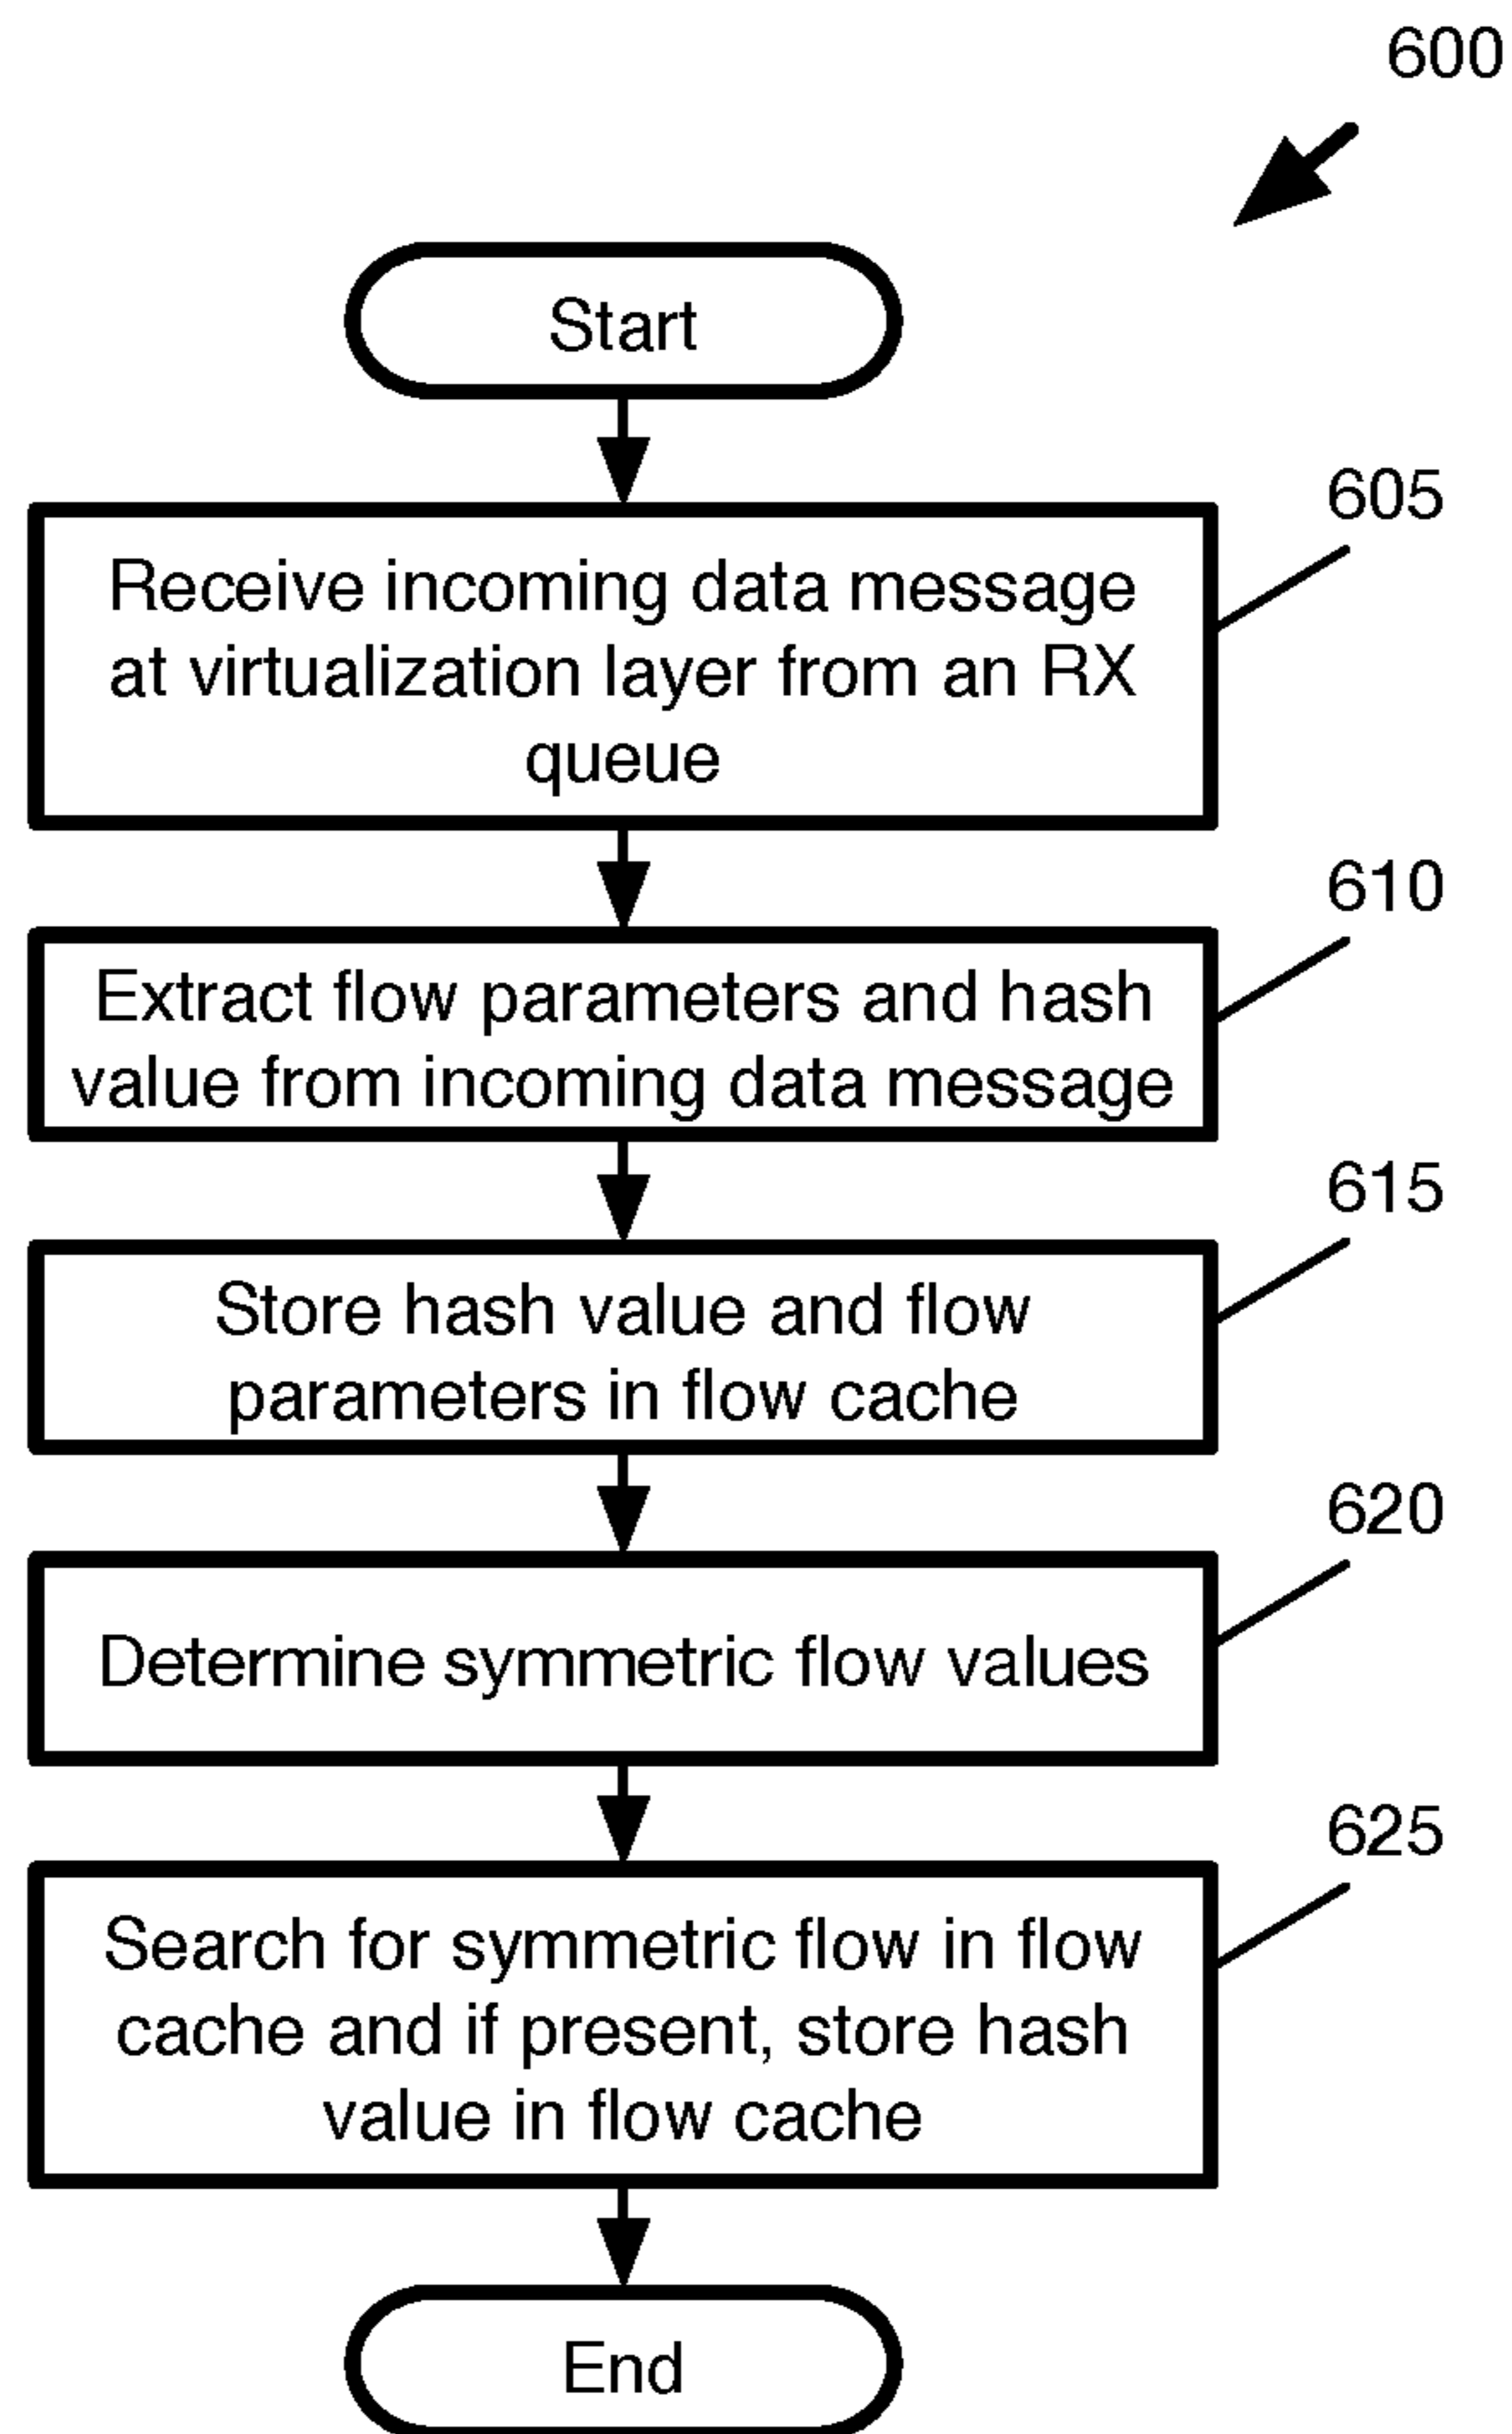 600
Start
605
Receive incoming data message
at virtualization layer from an RX
queue
610
Extract flow parameters and hash
value from incoming data message
615
Store hash value and flow
parameters in flow cache
620
Determine symmetric flow values
625
Search for symmetric flow in flow
cache and if present, store hash
value in flow cache
End